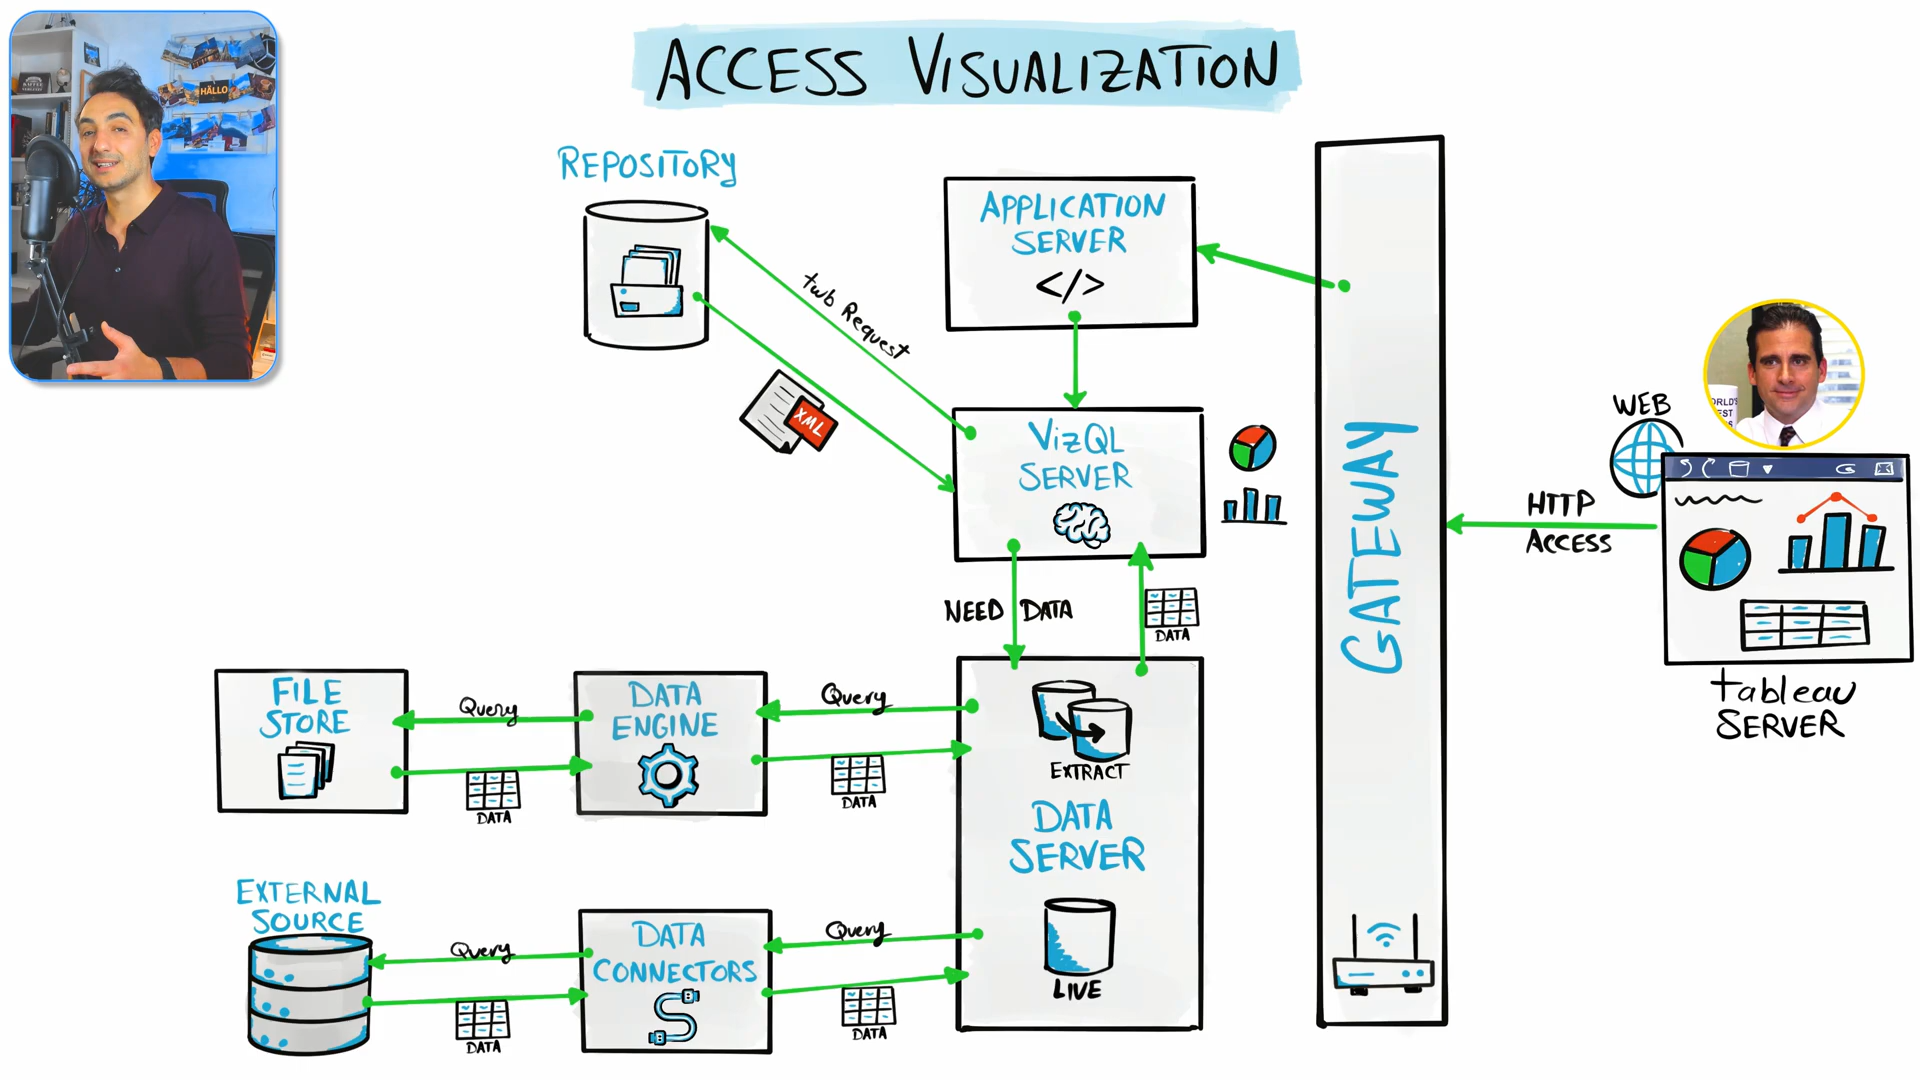 ACCESS VISUALIZATION
HÄLLO
REPOSITORY
APPLICATION
SERVER
</>
twb Request
XML
VizQL
SERVER
GATEWAY
WEB
HTTP
ACCESS
tableau
SERVER
NEED DATA
DATA
FILE
STORE
Query
DATA
DATA
ENGINE
Query
DATA
EXTRACT
DATA
SERVER
LIVE
EXTERNAL
SOURCE
Query
DATA
DATA
CONNECTORS
Query
DATA